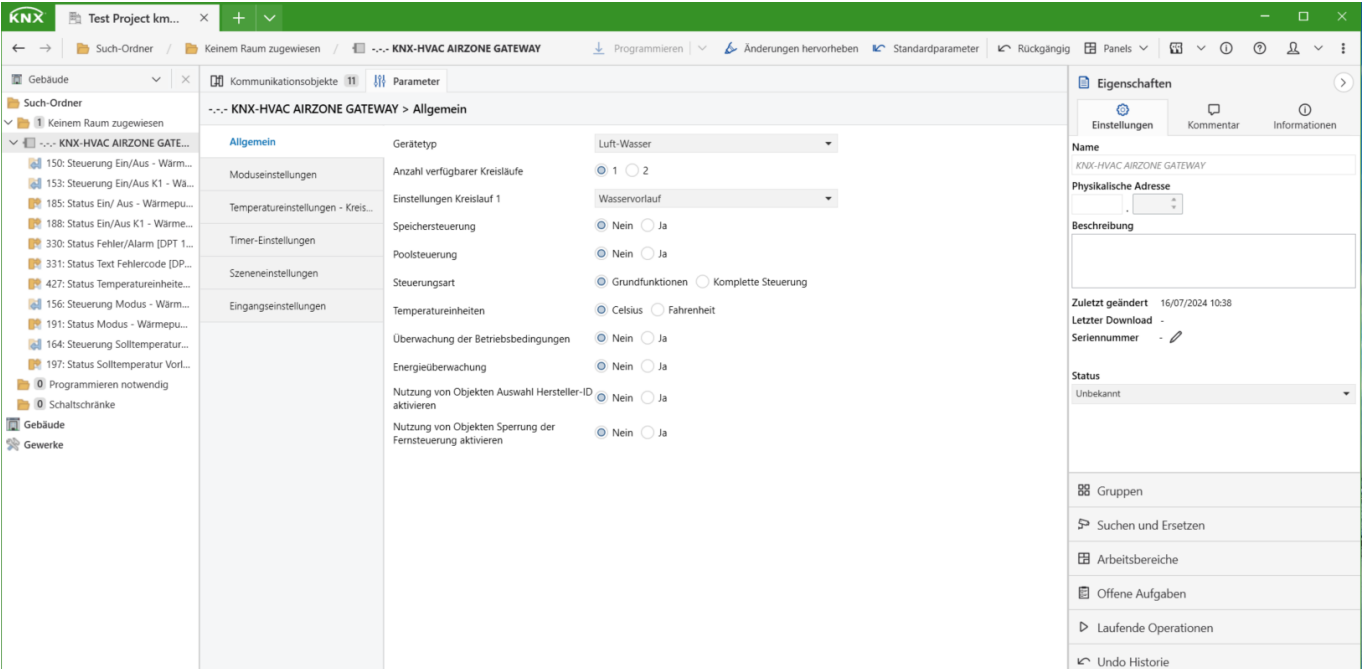 KNX
Test Project km...
Such-Ordner / Keinem Raum zugewiesen / -.-.- KNX-HVAC AIRZONE GATEWAY
Programmieren Änderungen hervorheben Standardparameter Rückgängig Panels
Gebäude
Such-Ordner
1 Keinem Raum zugewiesen
-.-.- KNX-HVAC AIRZONE GATE...
150: Steuerung Ein/Aus - Wärm...
153: Steuerung Ein/Aus K1 - Wä...
185: Status Ein/ Aus - Wärmepu...
188: Status Ein/Aus K1 - Wärme...
330: Status Fehler/Alarm [DPT 1...
331: Status Text Fehlercode [DP...
427: Status Temperatureinheite...
156: Steuerung Modus - Wärm...
191: Status Modus - Wärmepu...
164: Steuerung Solltemperatur...
197: Status Solltemperatur Vorl...
0 Programmieren notwendig
0 Schaltschränke
Gebäude
Gewerke
Kommunikationsobjekte 11 Parameter
-.-.- KNX-HVAC AIRZONE GATEWAY > Allgemein
Allgemein
Moduseinstellungen
Temperatureinstellungen - Kreis...
Timer-Einstellungen
Szeneneinstellungen
Eingangseinstellungen
Gerätetyp Luft-Wasser
Anzahl verfügbarer Kreisläufe 1 2
Einstellungen Kreislauf 1 Wasservorlauf
Speichersteuerung Nein Ja
Poolsteuerung Nein Ja
Steuerungsart Grundfunktionen Komplette Steuerung
Temperatureinheiten Celsius Fahrenheit
Überwachung der Betriebsbedingungen Nein Ja
Energieüberwachung Nein Ja
Nutzung von Objekten Auswahl Hersteller-ID
aktivieren Nein Ja
Nutzung von Objekten Sperrung der
Fernsteuerung aktivieren Nein Ja
Eigenschaften
Einstellungen Kommentar Informationen
Name
KNX-HVAC AIRZONE GATEWAY
Physikalische Adresse
.
Beschreibung
Zuletzt geändert 16/07/2024 10:38
Letzter Download -
Seriennummer -
Status
Unbekannt
Gruppen
Suchen und Ersetzen
Arbeitsbereiche
Offene Aufgaben
Laufende Operationen
Undo Historie